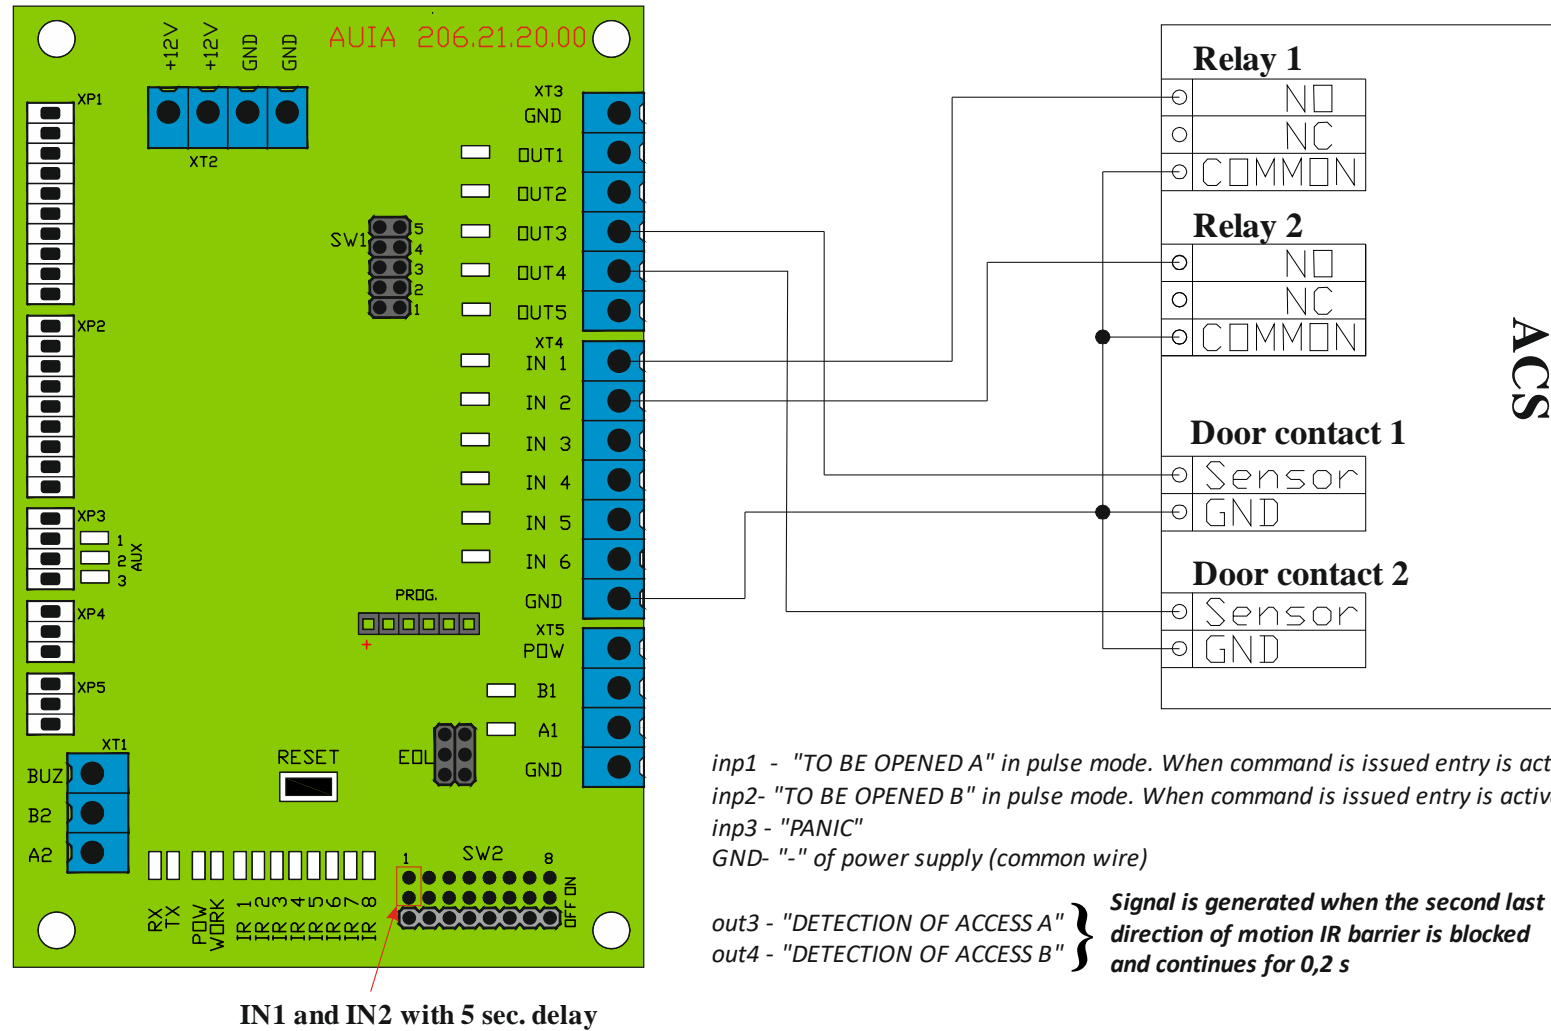 AUIA 206.21.20.00
+12V
+12V
GND
GND
XT2
XP1
XP2
XP3
1
2
3
AUX
XP4
XP5
XT1
BUZ
B2
A2
SW1
5
4
3
2
1
XT3
GND
OUT1
OUT2
OUT3
OUT4
OUT5
XT4
IN 1
IN 2
IN 3
IN 4
IN 5
IN 6
GND
XT5
POW
B1
A1
GND
PROG.
+
RESET
EOL
RX
TX
POW
WORK
IR 1
IR 2
IR 3
IR 4
IR 5
IR 6
IR 7
IR 8
1 SW2 8
OFF ON
IN1 and IN2 with 5 sec. delay
Relay 1
NO
NC
COMMON
Relay 2
NO
NC
COMMON
Door contact 1
Sensor
GND
Door contact 2
Sensor
GND
ACS
inp1 - "TO BE OPENED A" in pulse mode. When command is issued entry is
inp2- "TO BE OPENED B" in pulse mode. When command is issued entry is
inp3 - "PANIC"
GND- "-" of power supply (common wire)
out3 - "DETECTION OF ACCESS A"
out4 - "DETECTION OF ACCESS B"
Signal is generated when the second last
direction of motion IR barrier is blocked
and continues for 0,2 s